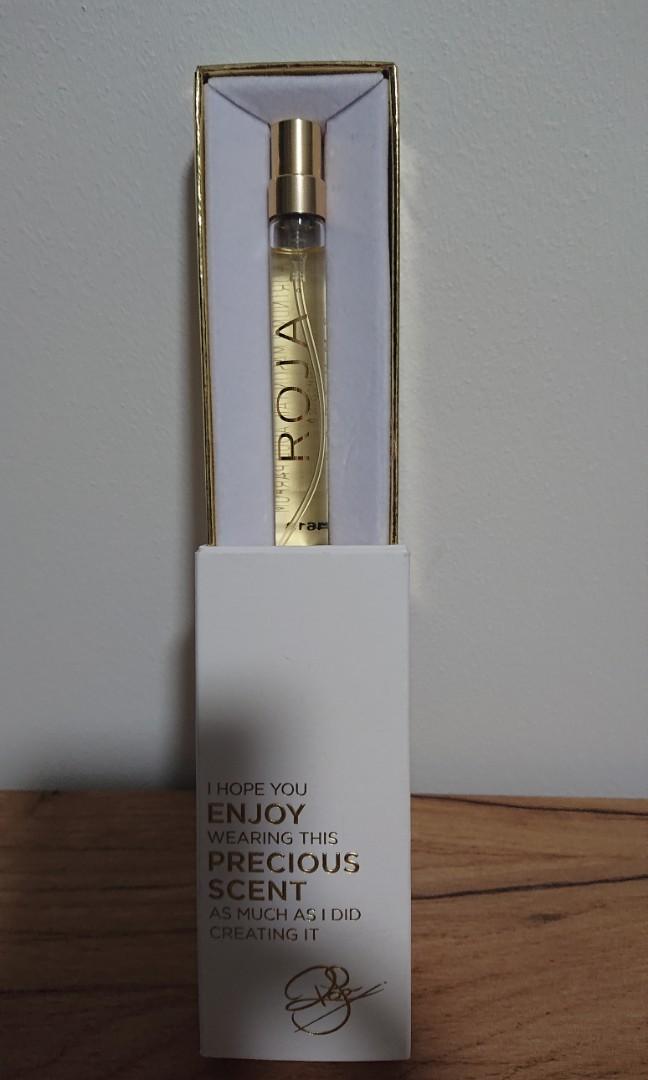 ROJA
I HOPE YOU
ENJOY
WEARING THIS
PRECIOUS
SCENT
AS MUCH AS I DID
CREATING IT